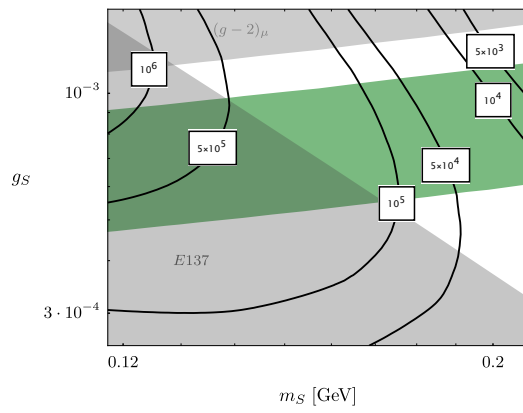 (g − 2)μ
5×10³
10⁶
10⁴
10⁻³
5×10⁵
5×10⁴
g_S
10⁵
E137
3 · 10⁻⁴
0.12
0.2
m_S [GeV]